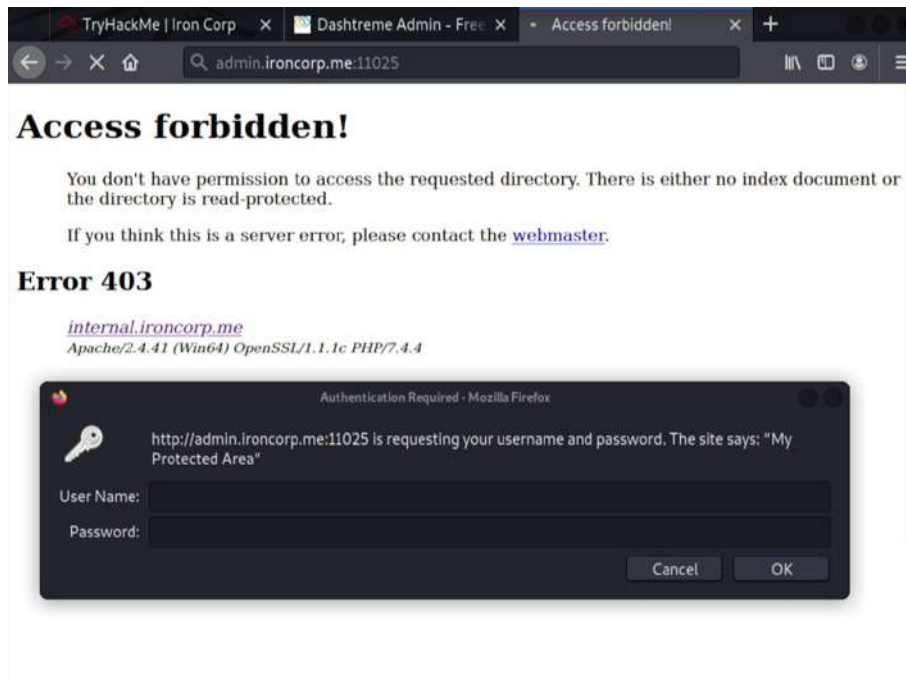 TryHackMe | Iron Corp
Dashtreme Admin - Free
Access forbidden!
admin.ironcorp.me:11025
Access forbidden!
You don't have permission to access the requested directory. There is either no index document or
the directory is read-protected.
If you think this is a server error, please contact the webmaster.
Error 403
internal.ironcorp.me
Apache/2.4.41 (Win64) OpenSSL/1.1.1c PHP/7.4.4
Authentication Required - Mozilla Firefox
http://admin.ironcorp.me:11025 is requesting your username and password. The site says: "My
Protected Area"
User Name:
Password:
Cancel
OK